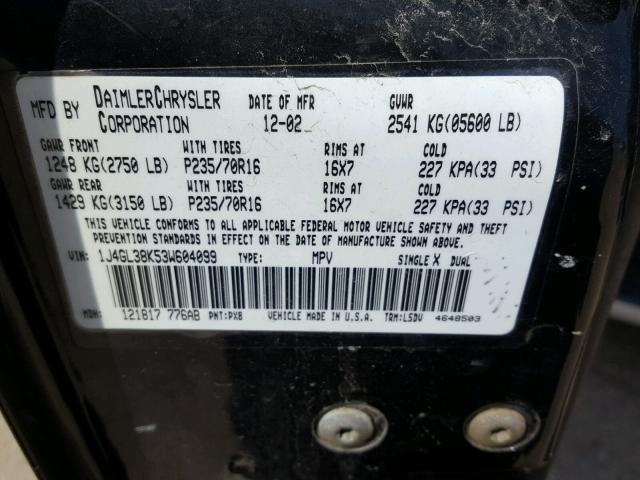 MFD BY DAIMLERCHRYSLER CORPORATION DATE OF MFR 12-02 GVWR 2541 KG(05600 LB)
GAWR FRONT WITH TIRES RIMS AT COLD
1248 KG(2750 LB) P235/70R16 16X7 227 KPA(33 PSI)
GAWR REAR WITH TIRES RIMS AT COLD
1429 KG(3150 LB) P235/70R16 16X7 227 KPA(33 PSI)
THIS VEHICLE CONFORMS TO ALL APPLICABLE FEDERAL MOTOR VEHICLE SAFETY AND THEFT
PREVENTION STANDARDS IN EFFECT ON THE DATE OF MANUFACTURE SHOWN ABOVE.
VIN: 1J4GL38K53W604099 TYPE: MPV SINGLE X DUAL
MDH: 121817 776AB PNT:PX8 VEHICLE MADE IN U.S.A. TRM:L5DV 4648503